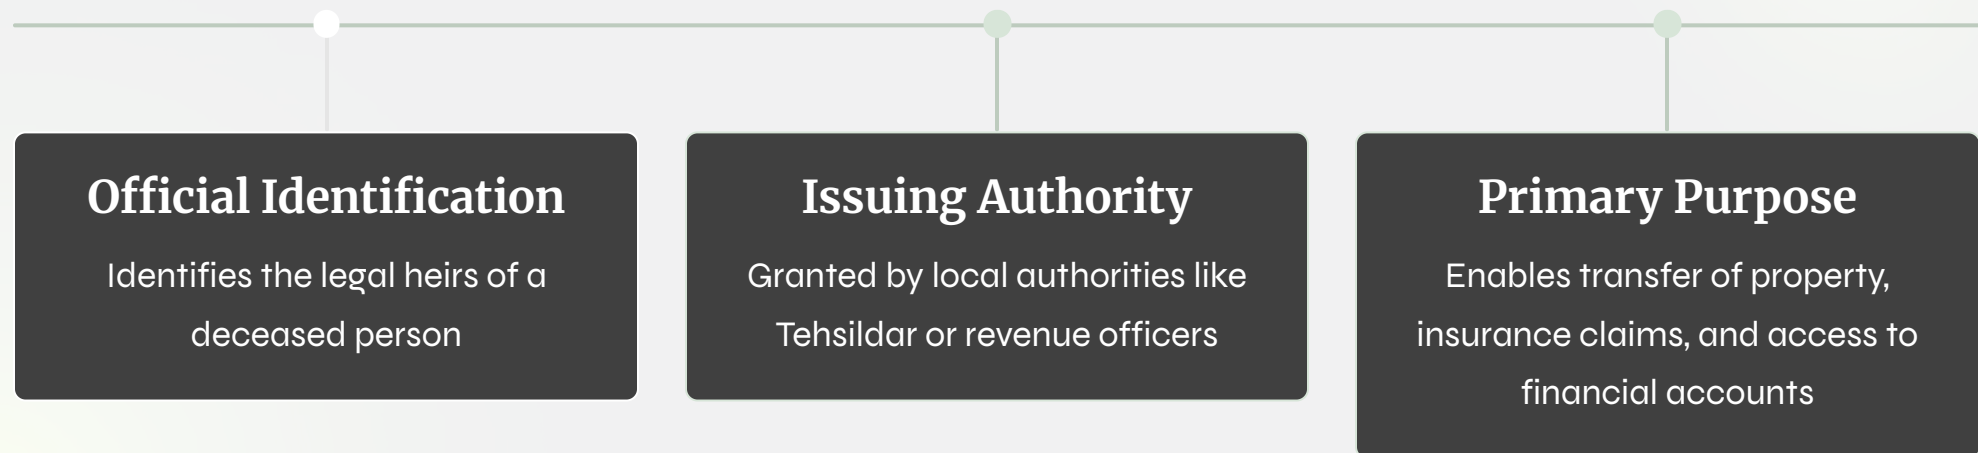 Official Identification
Identifies the legal heirs of a
deceased person
Issuing Authority
Granted by local authorities like
Tehsildar or revenue officers
Primary Purpose
Enables transfer of property,
insurance claims, and access to
financial accounts